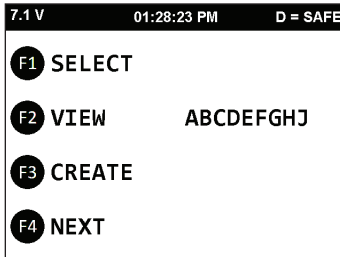 7.1 V 01:28:23 PM D = SAFE
F1 SELECT
F2 VIEW ABCDEFGHJ
F3 CREATE
F4 NEXT